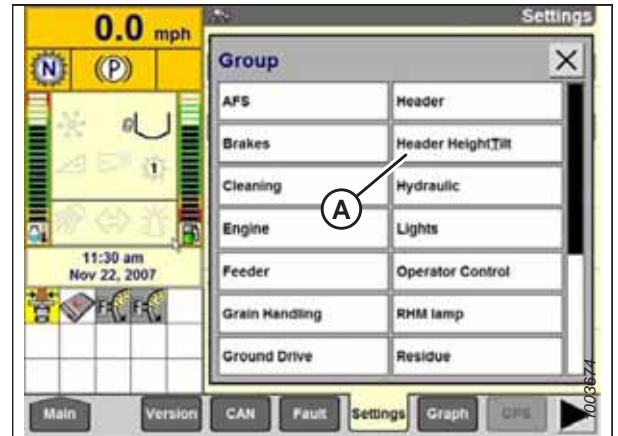 0.0 mph
Settings
N
(P)
Group
X
AFS
Header
Brakes
Header Height/Tilt
Cleaning
Hydraulic
A
Engine
Lights
1
11:30 am
Nov 22, 2007
Feeder
Operator Control
Grain Handling
RHM lamp
Ground Drive
Residue
Main
Version
CAN
Fault
Settings
Graph
GPS
1003674